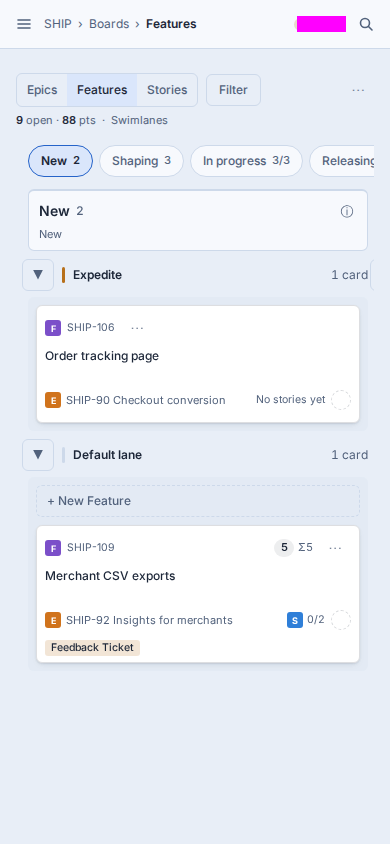 SHIP › Boards › Features
Epics Features Stories Filter ...
9 open · 88 pts · Swimlanes
New 2 Shaping 3 In progress 3/3 Releasing
New 2
New
Expedite 1 card
F SHIP-106 ...
Order tracking page
E SHIP-90 Checkout conversion No stories yet
Default lane 1 card
+ New Feature
F SHIP-109 5 Σ5 ...
Merchant CSV exports
E SHIP-92 Insights for merchants S 0/2
Feedback Ticket